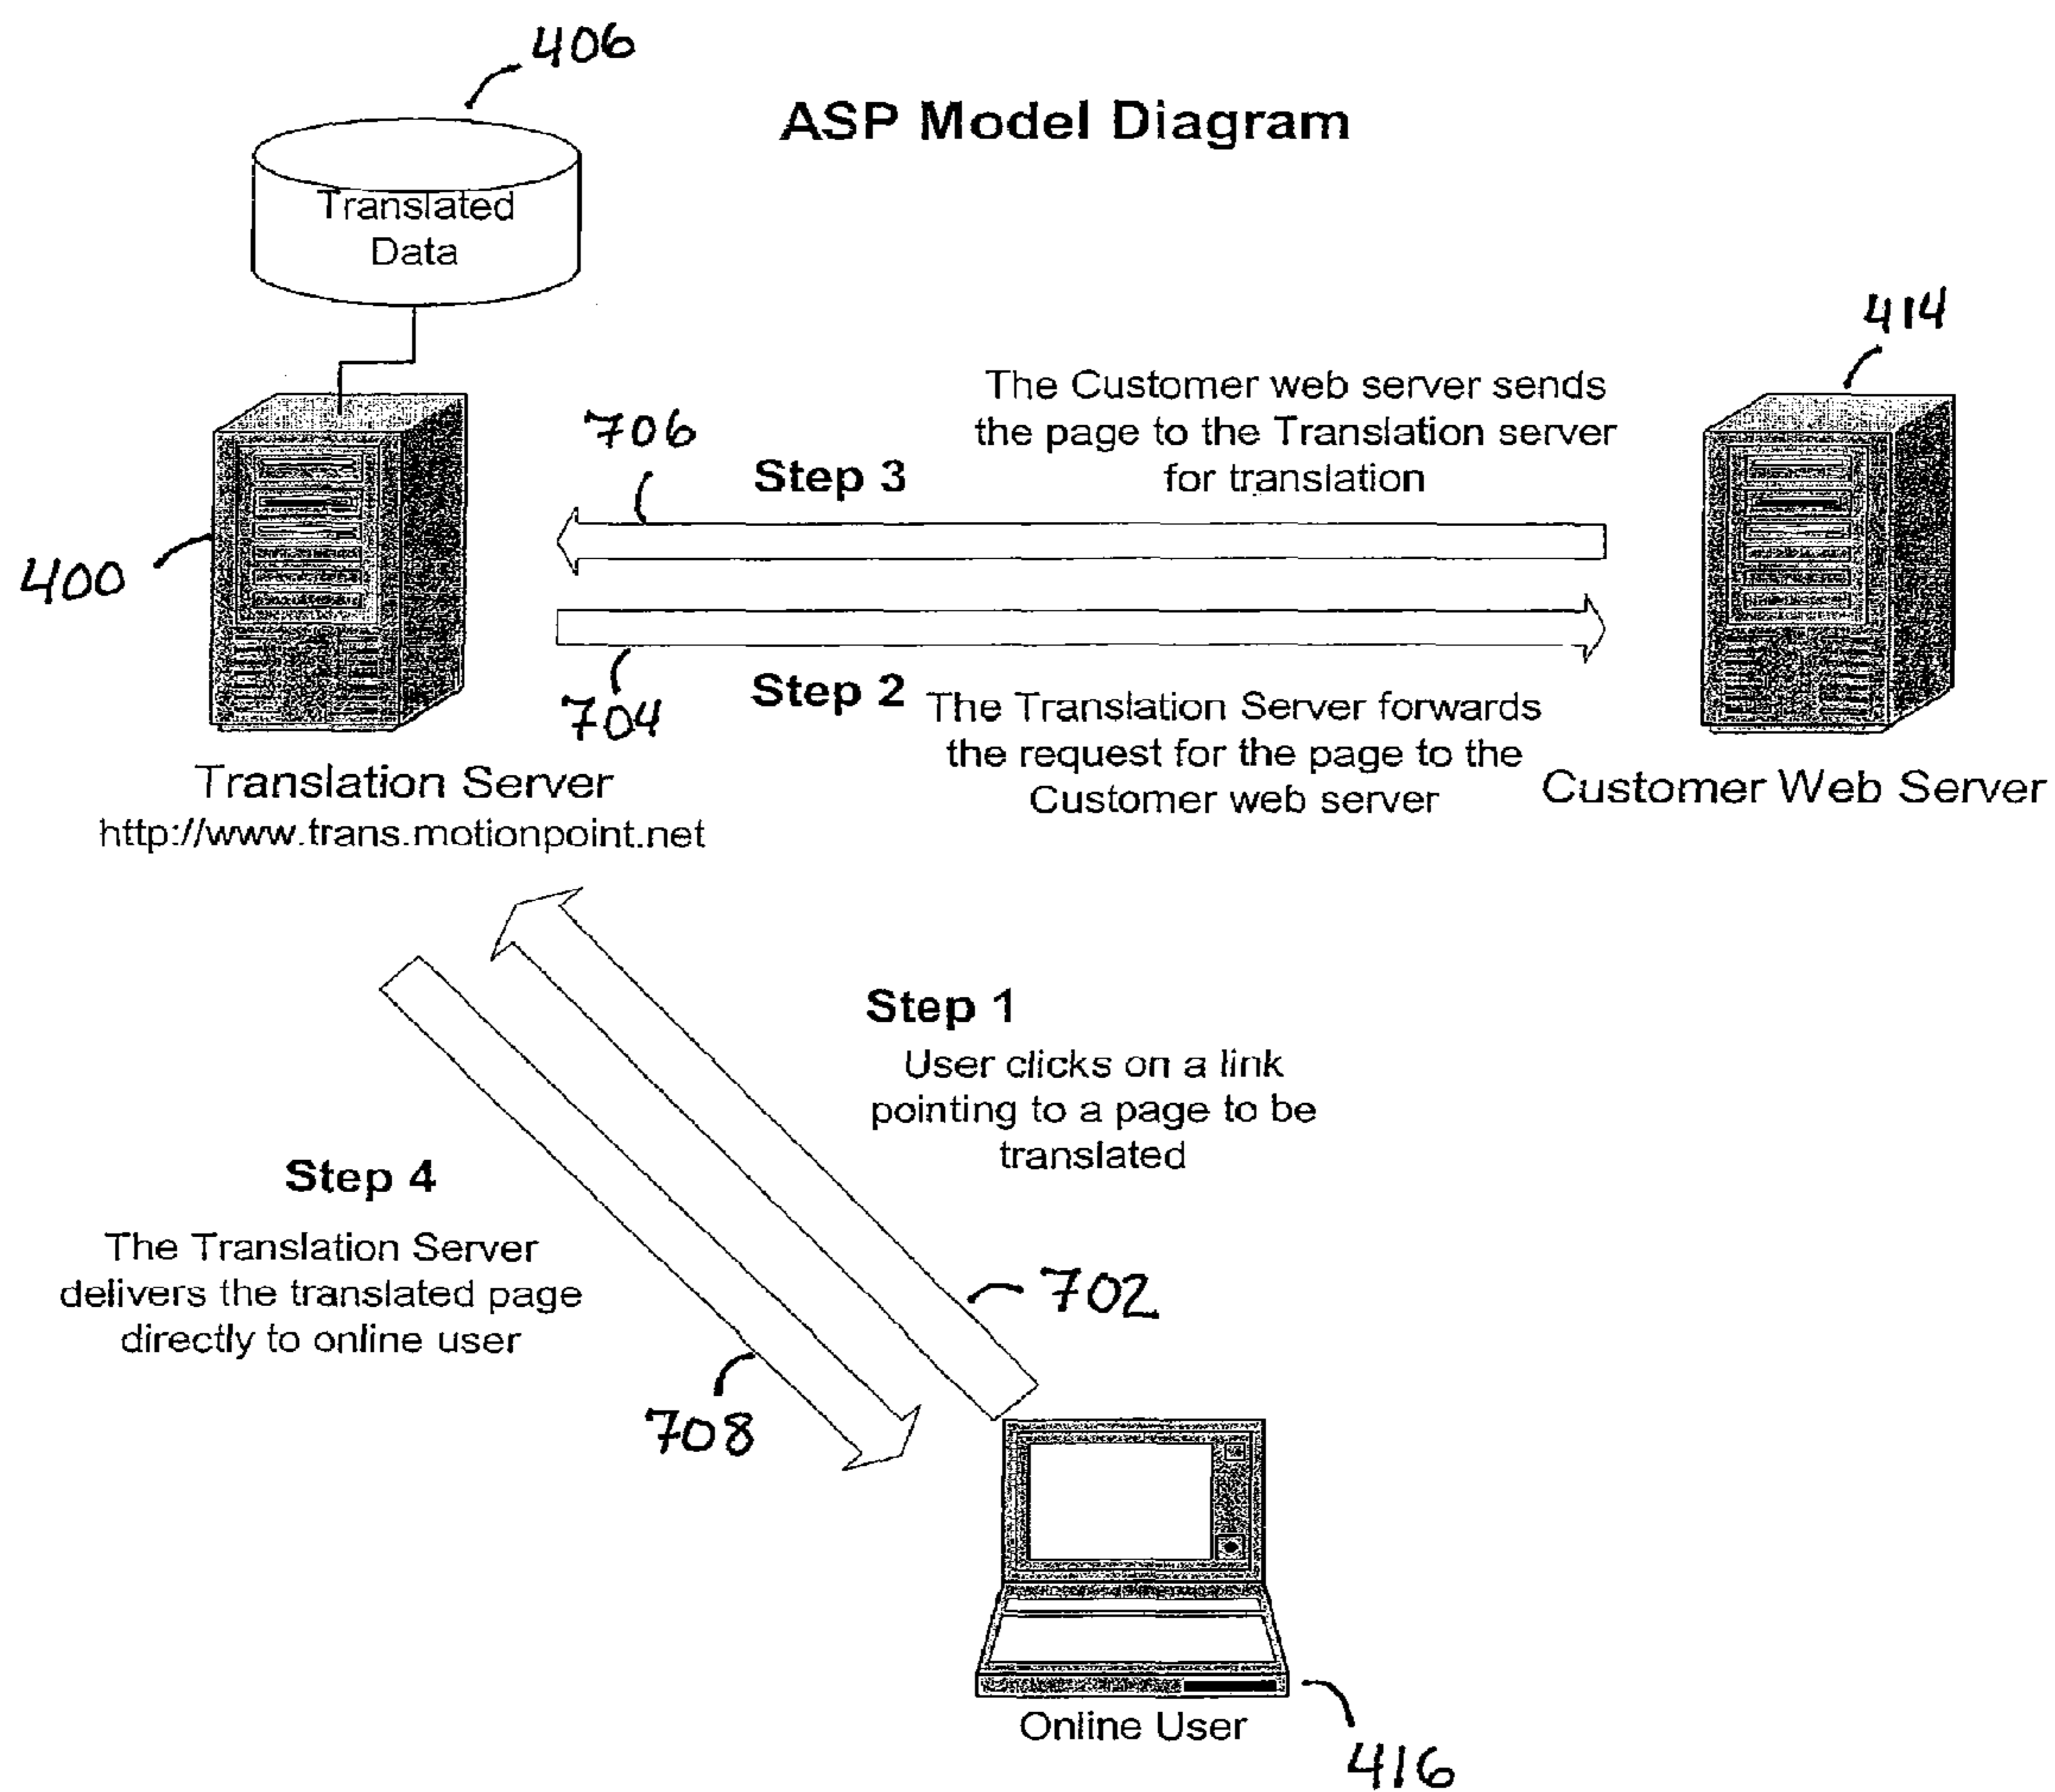 406
ASP Model Diagram
Translated
Data
414
The Customer web server sends
the page to the Translation server
for translation
706
Step 3
400
704
Step 2
The Translation Server forwards
the request for the page to the
Customer web server
Translation Server
http://www.trans.motionpoint.net
Customer Web Server
Step 1
User clicks on a link
pointing to a page to be
translated
Step 4
The Translation Server
delivers the translated page
directly to online user
702
708
Online User
416